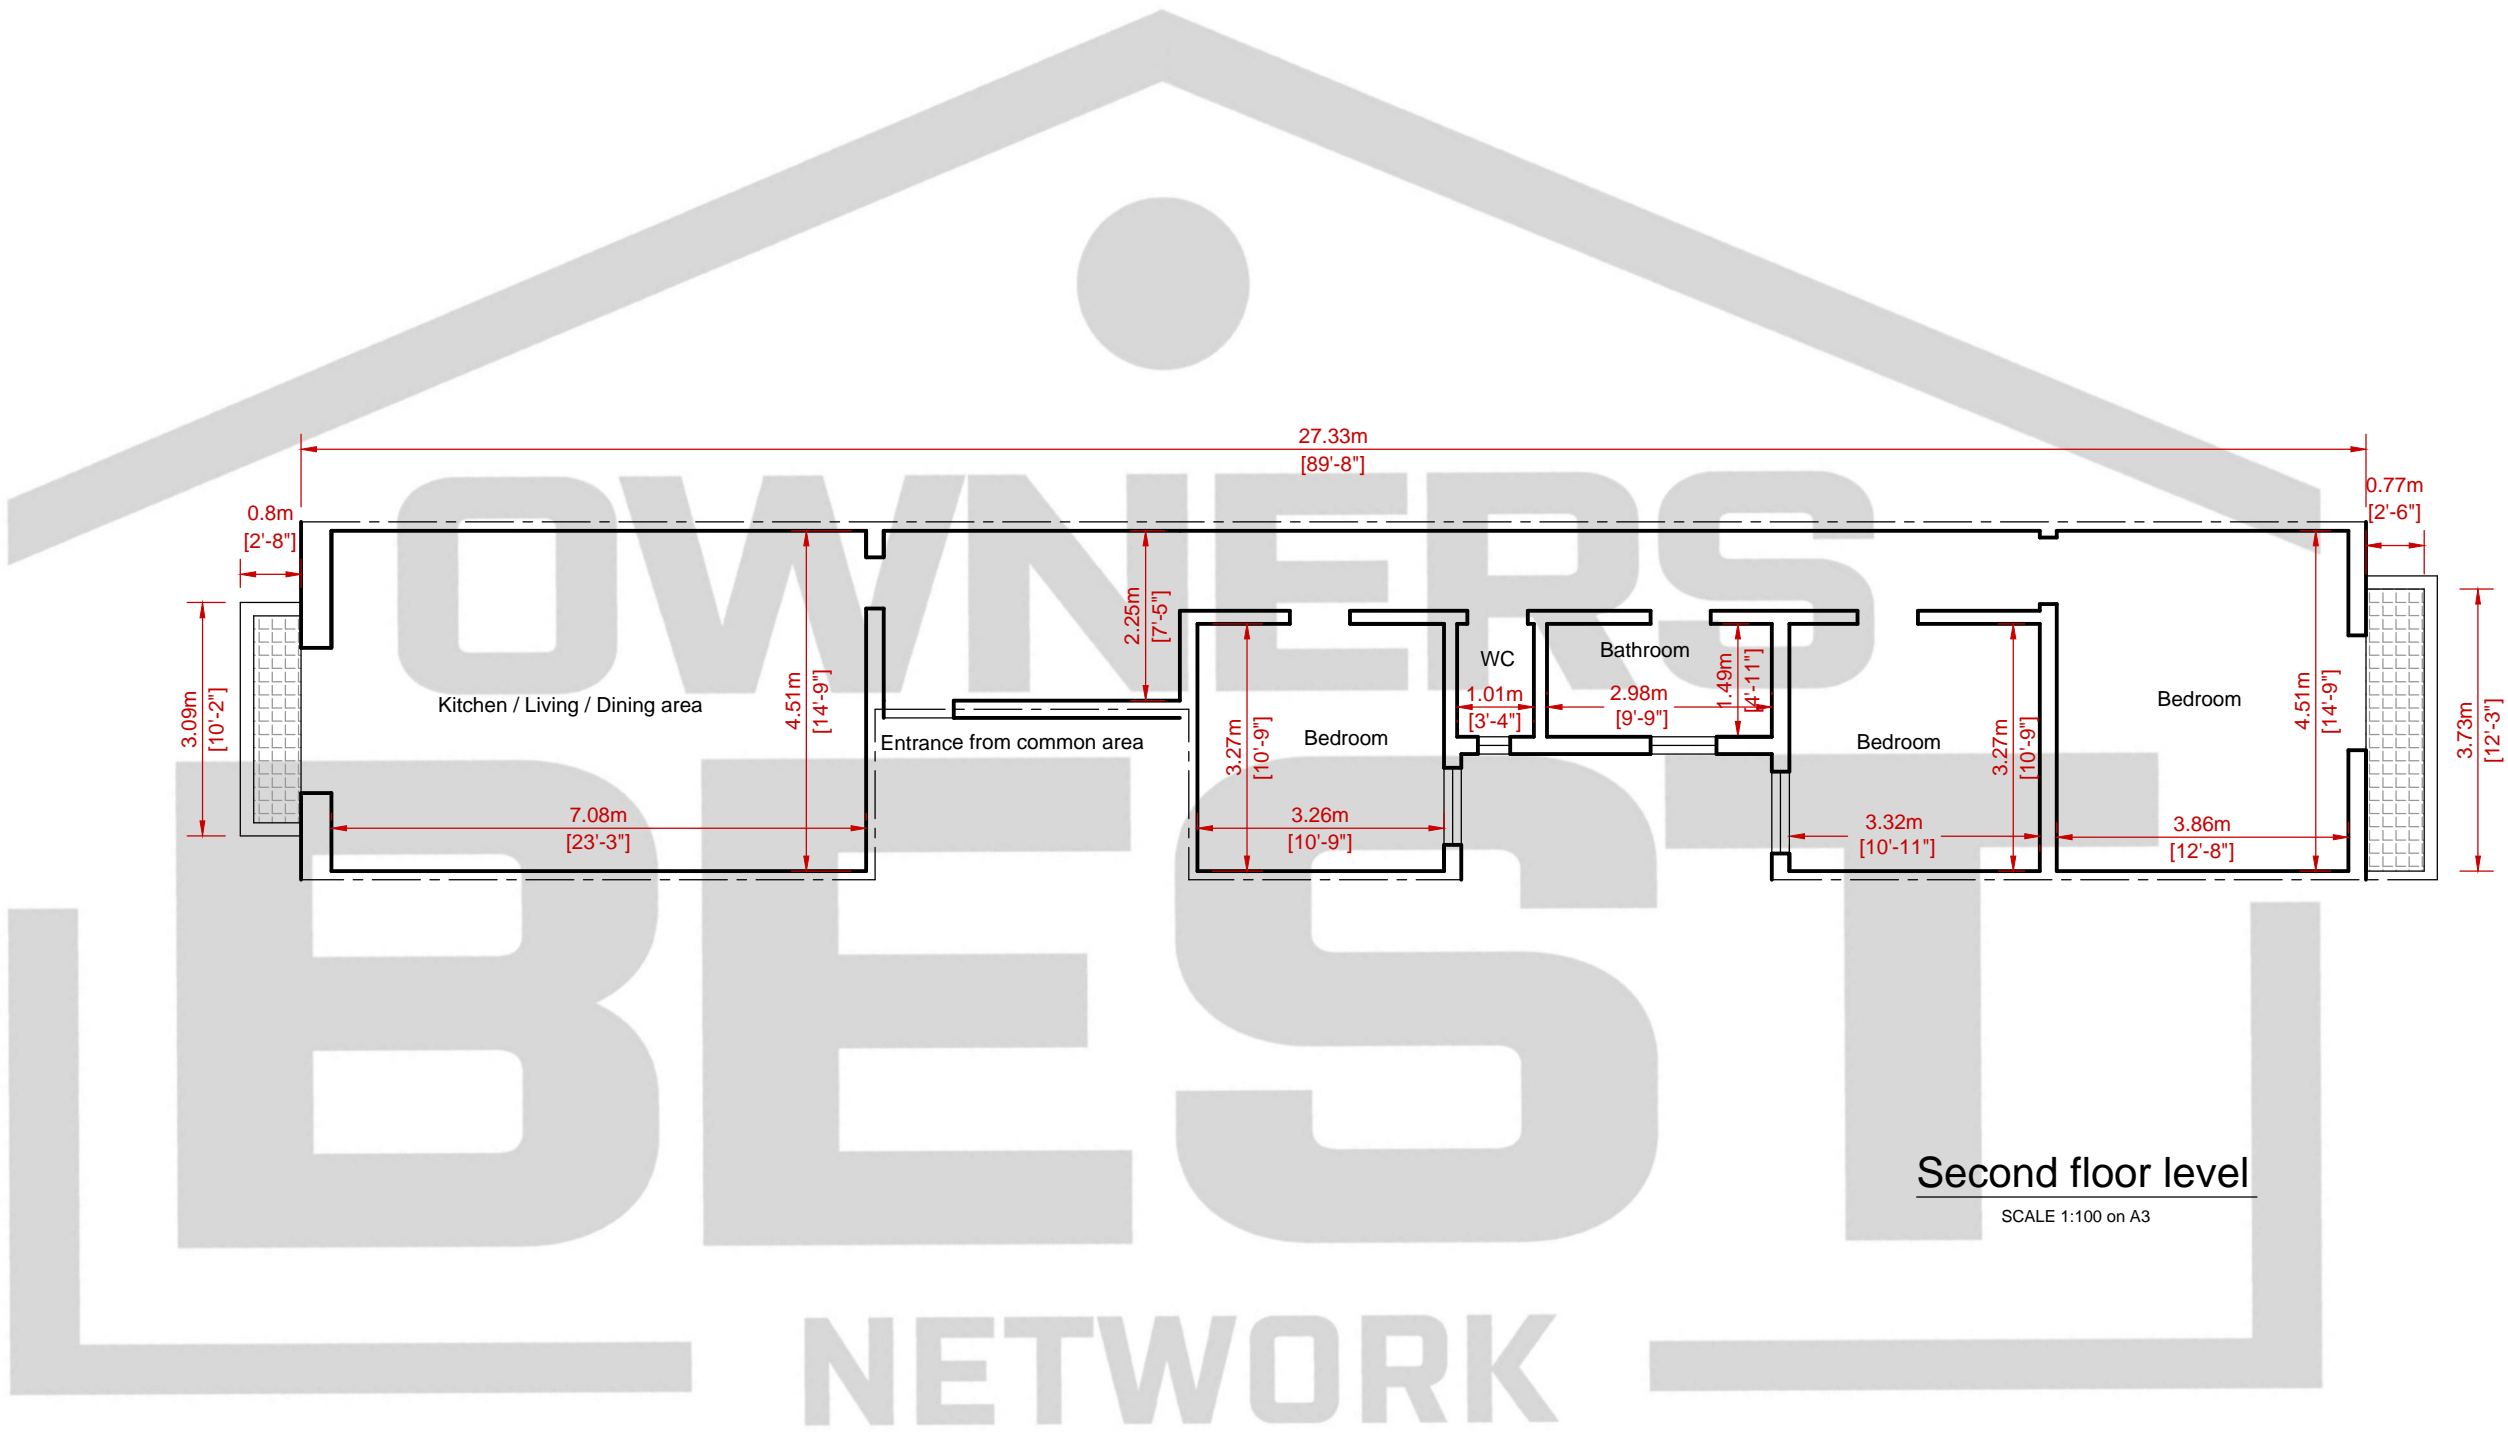 27.33m
[89'-8"]
0.8m
[2'-8"]
0.77m
[2'-6"]
OWNERS
2.25m
[7'-5"]
WC
Bathroom
1.49m
[4'-11"]
1.01m
[3'-4"]
2.98m
[9'-9"]
3.09m
[10'-2"]
Kitchen / Living / Dining area
4.51m
[14'-9"]
Entrance from common area
3.27m
[10'-9"]
Bedroom
Bedroom
3.27m
[10'-9"]
Bedroom
4.51m
[14'-9"]
3.73m
[12'-3"]
7.08m
[23'-3"]
3.26m
[10'-9"]
3.32m
[10'-11"]
3.86m
[12'-8"]
BEST
Second floor level
SCALE 1:100 on A3
NETWORK